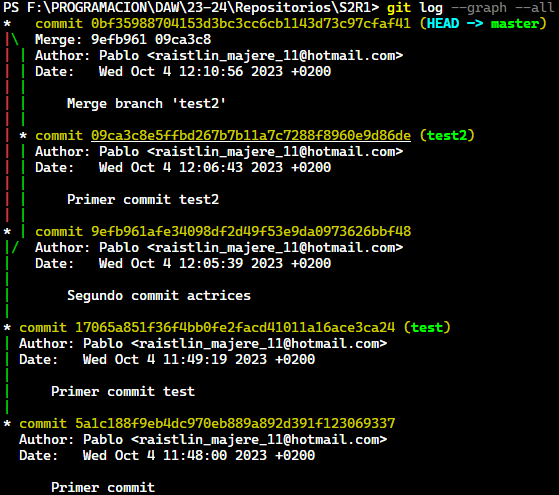 PS F:\PROGRAMACION\DAW\23-24\Repositorios\S2R1> git log --graph --all
*   commit 0bf35988704153d3bc3cc6cb1143d73c97cfaf41 (HEAD -> master)
|\  Merge: 9efb961 09ca3c8
| | Author: Pablo <raistlin_majere_11@hotmail.com>
| | Date:   Wed Oct 4 12:10:56 2023 +0200
| |
| |     Merge branch 'test2'
| |
| * commit 09ca3c8e5ffbd267b7b11a7c7288f8960e9d86de (test2)
| | Author: Pablo <raistlin_majere_11@hotmail.com>
| | Date:   Wed Oct 4 12:06:43 2023 +0200
| |
| |     Primer commit test2
| |
* | commit 9efb961afe34098df2d49f53e9da0973626bbf48
|/  Author: Pablo <raistlin_majere_11@hotmail.com>
|   Date:   Wed Oct 4 12:05:39 2023 +0200
|
|       Segundo commit actrices
|
* commit 17065a851f36f4bb0fe2facd41011a16ace3ca24 (test)
| Author: Pablo <raistlin_majere_11@hotmail.com>
| Date:   Wed Oct 4 11:49:19 2023 +0200
|
|     Primer commit test
|
* commit 5a1c188f9eb4dc970eb889a892d391f123069337
  Author: Pablo <raistlin_majere_11@hotmail.com>
  Date:   Wed Oct 4 11:48:00 2023 +0200

      Primer commit